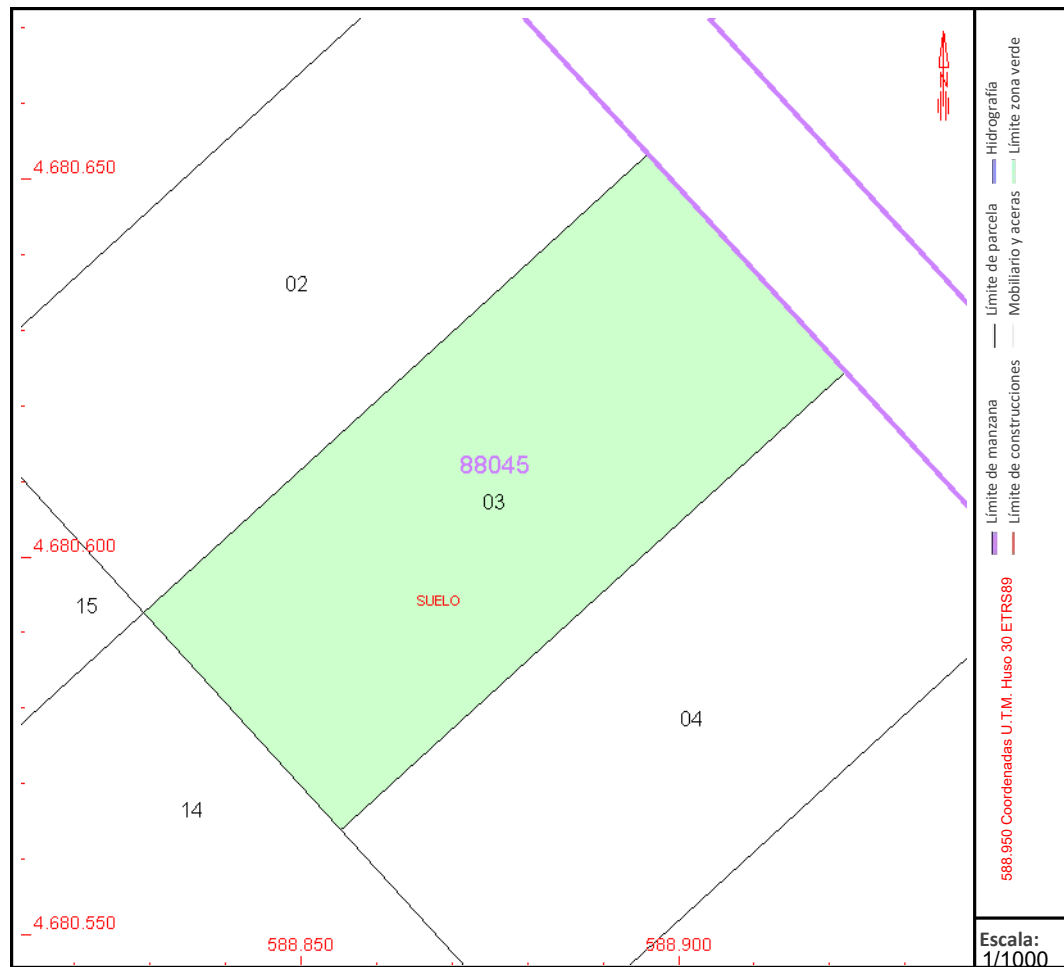 4.680.650
02
88045
03
4.680.600
15
SUELO
04
14
4.680.550
588.850
588.900
N
Límite de manzana
Límite de construcciones
Límite de parcela
Mobiliario y aceras
Hidrografía
Límite zona verde
588.950 Coordenadas U.T.M. Huso 30 ETRS89
Escala:
1/1000